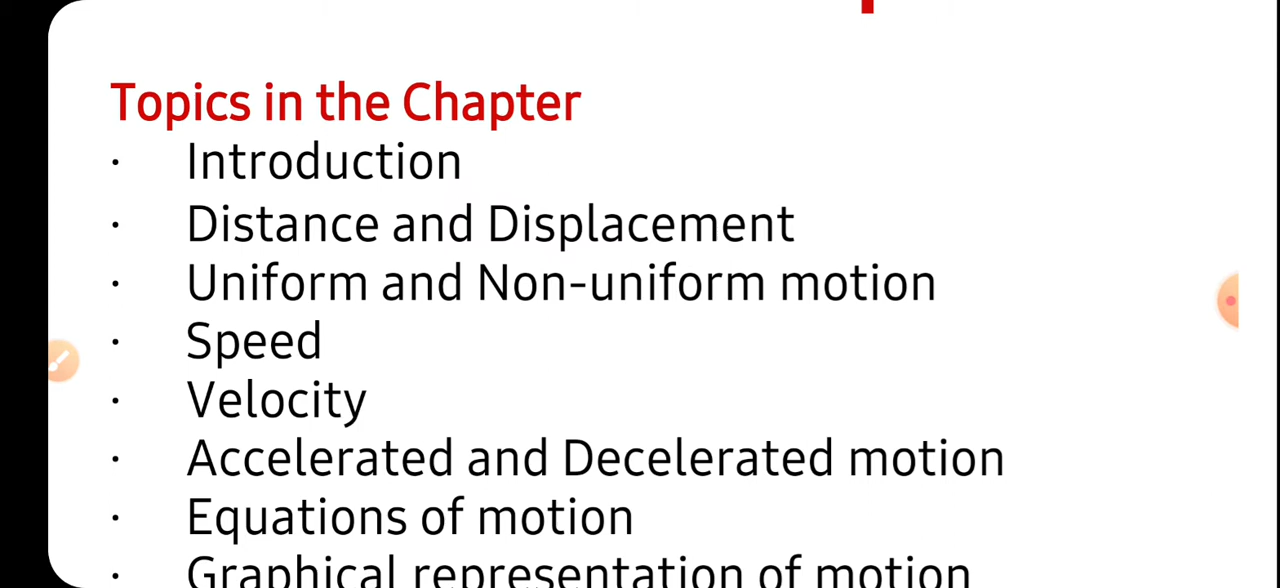 Topics in the Chapter
· Introduction
· Distance and Displacement
· Uniform and Non-uniform motion
· Speed
· Velocity
· Accelerated and Decelerated motion
· Equations of motion
· Graphical representation of motion